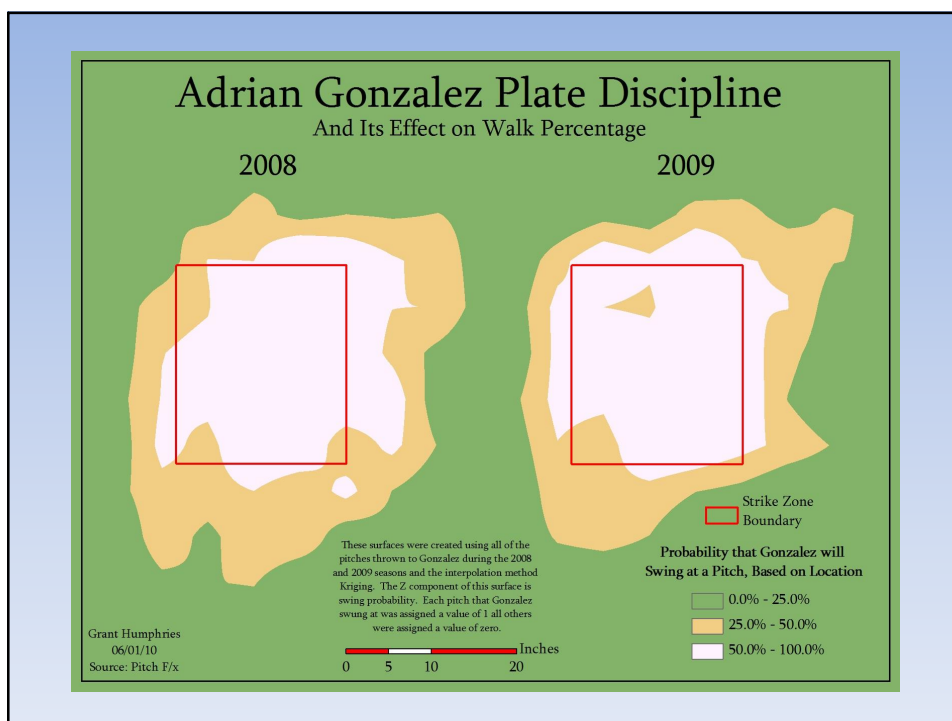 Adrian Gonzalez Plate Discipline
And Its Effect on Walk Percentage
2008
2009
Strike Zone
Boundary
These surfaces were created using all of the
pitches thrown to Gonzalez during the 2008
and 2009 seasons and the interpolation method
Kriging. The Z component of this surface is
swing probability. Each pitch that Gonzalez
swung at was assigned a value of 1 all others
were assigned a value of zero.
Probability that Gonzalez will
Swing at a Pitch, Based on Location
0.0% - 25.0%
25.0% - 50.0%
50.0% - 100.0%
Grant Humphries
06/01/10
Source: Pitch F/x
Inches
0 5 10 20